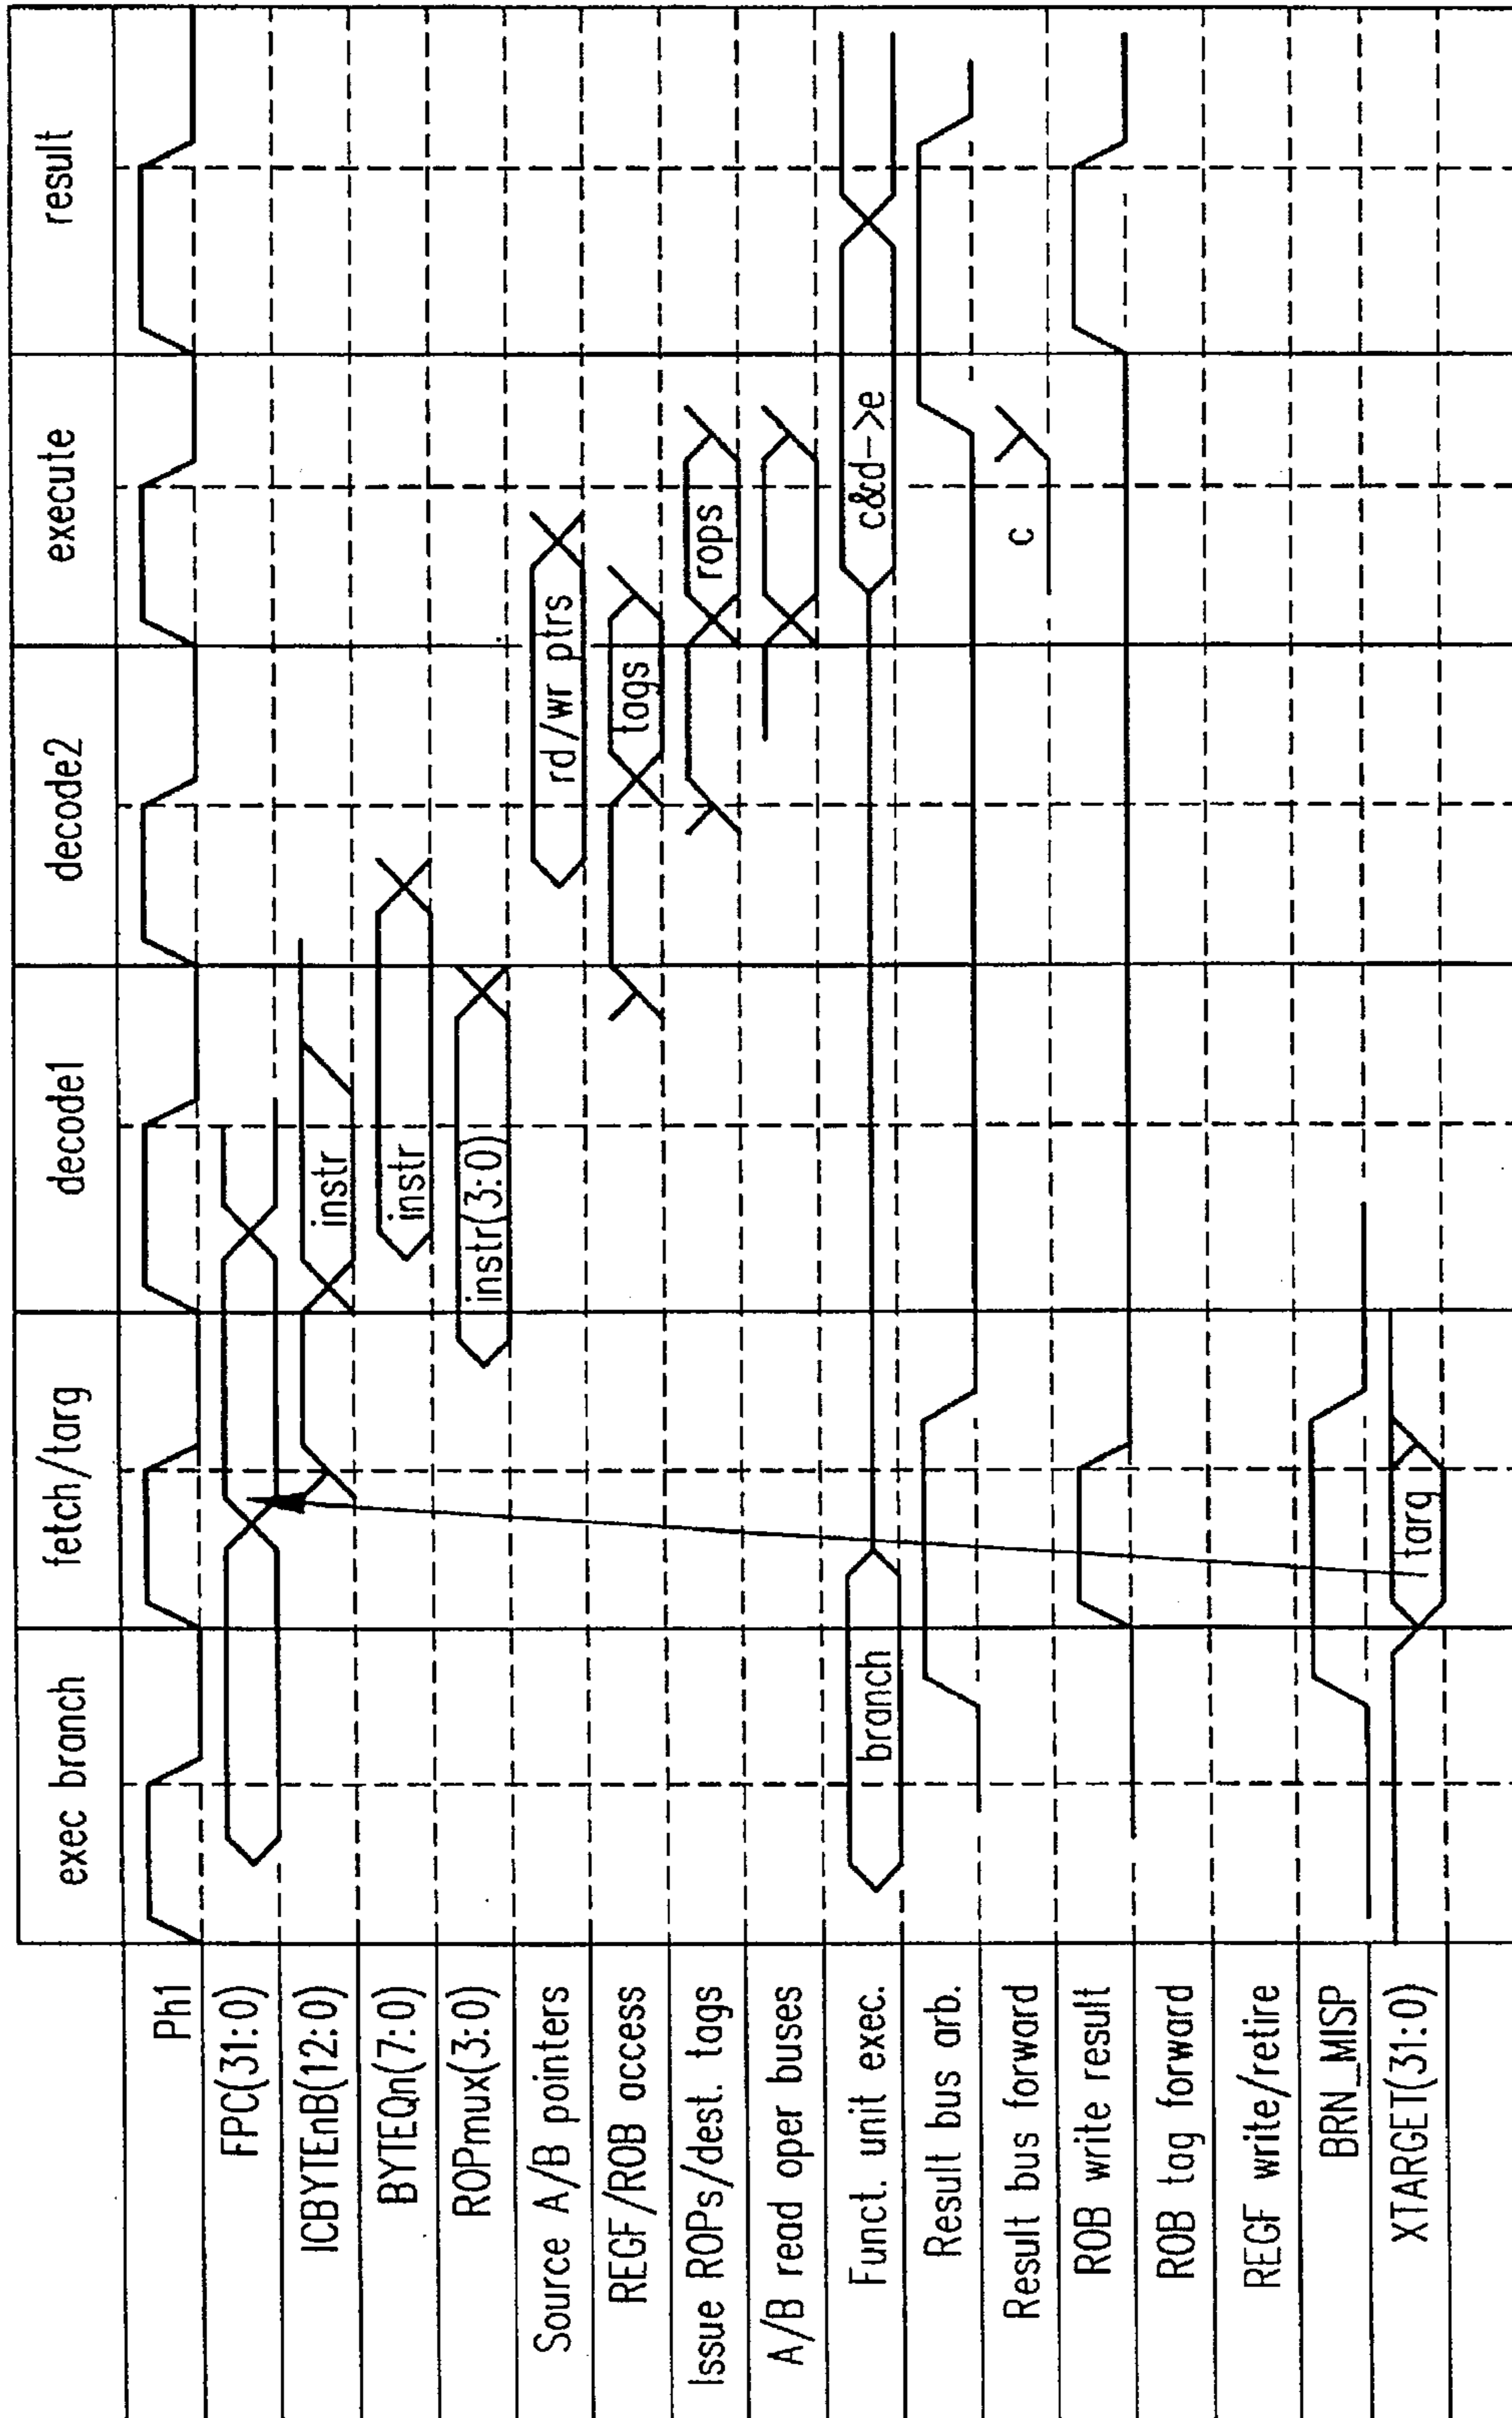 exec branch
fetch/targ
decode1
decode2
execute
result
Ph1
FPC(31:0)
ICBYTEnB(12:0)
instr
BYTEQn(7:0)
instr
ROPmux(3:0)
instr(3:0)
Source A/B pointers
rd/wr ptrs
REGF/ROB access
tags
Issue ROPs/dest. tags
rops
A/B read oper buses
Funct. unit exec.
branch
c&d->e
Result bus arb.
Result bus forward
c
ROB write result
ROB tag forward
REGF write/retire
BRN_MISP
XTARGET(31:0)
targ